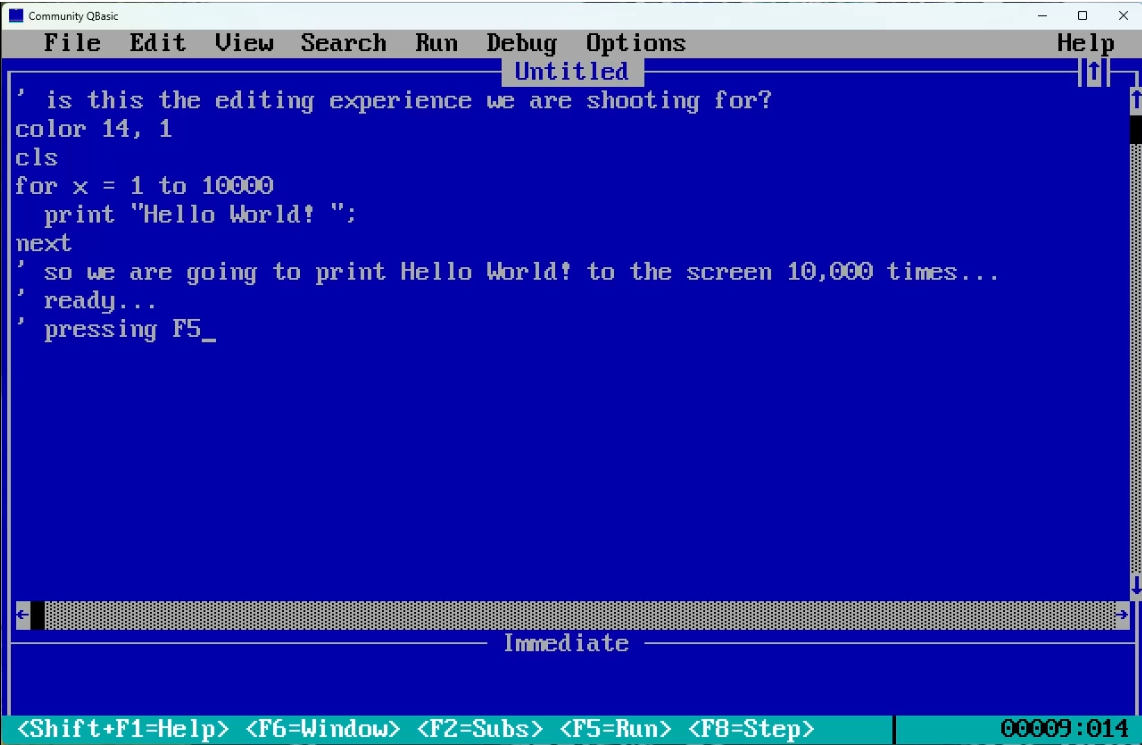 Community QBasic
File Edit View Search Run Debug Options Help
Untitled
' is this the editing experience we are shooting for?
color 14, 1
cls
for x = 1 to 10000
  print "Hello World! ";
next
' so we are going to print Hello World! to the screen 10,000 times...
' ready...
' pressing F5_
Immediate
<Shift+F1=Help> <F6=Window> <F2=Subs> <F5=Run> <F8=Step> 00009:014